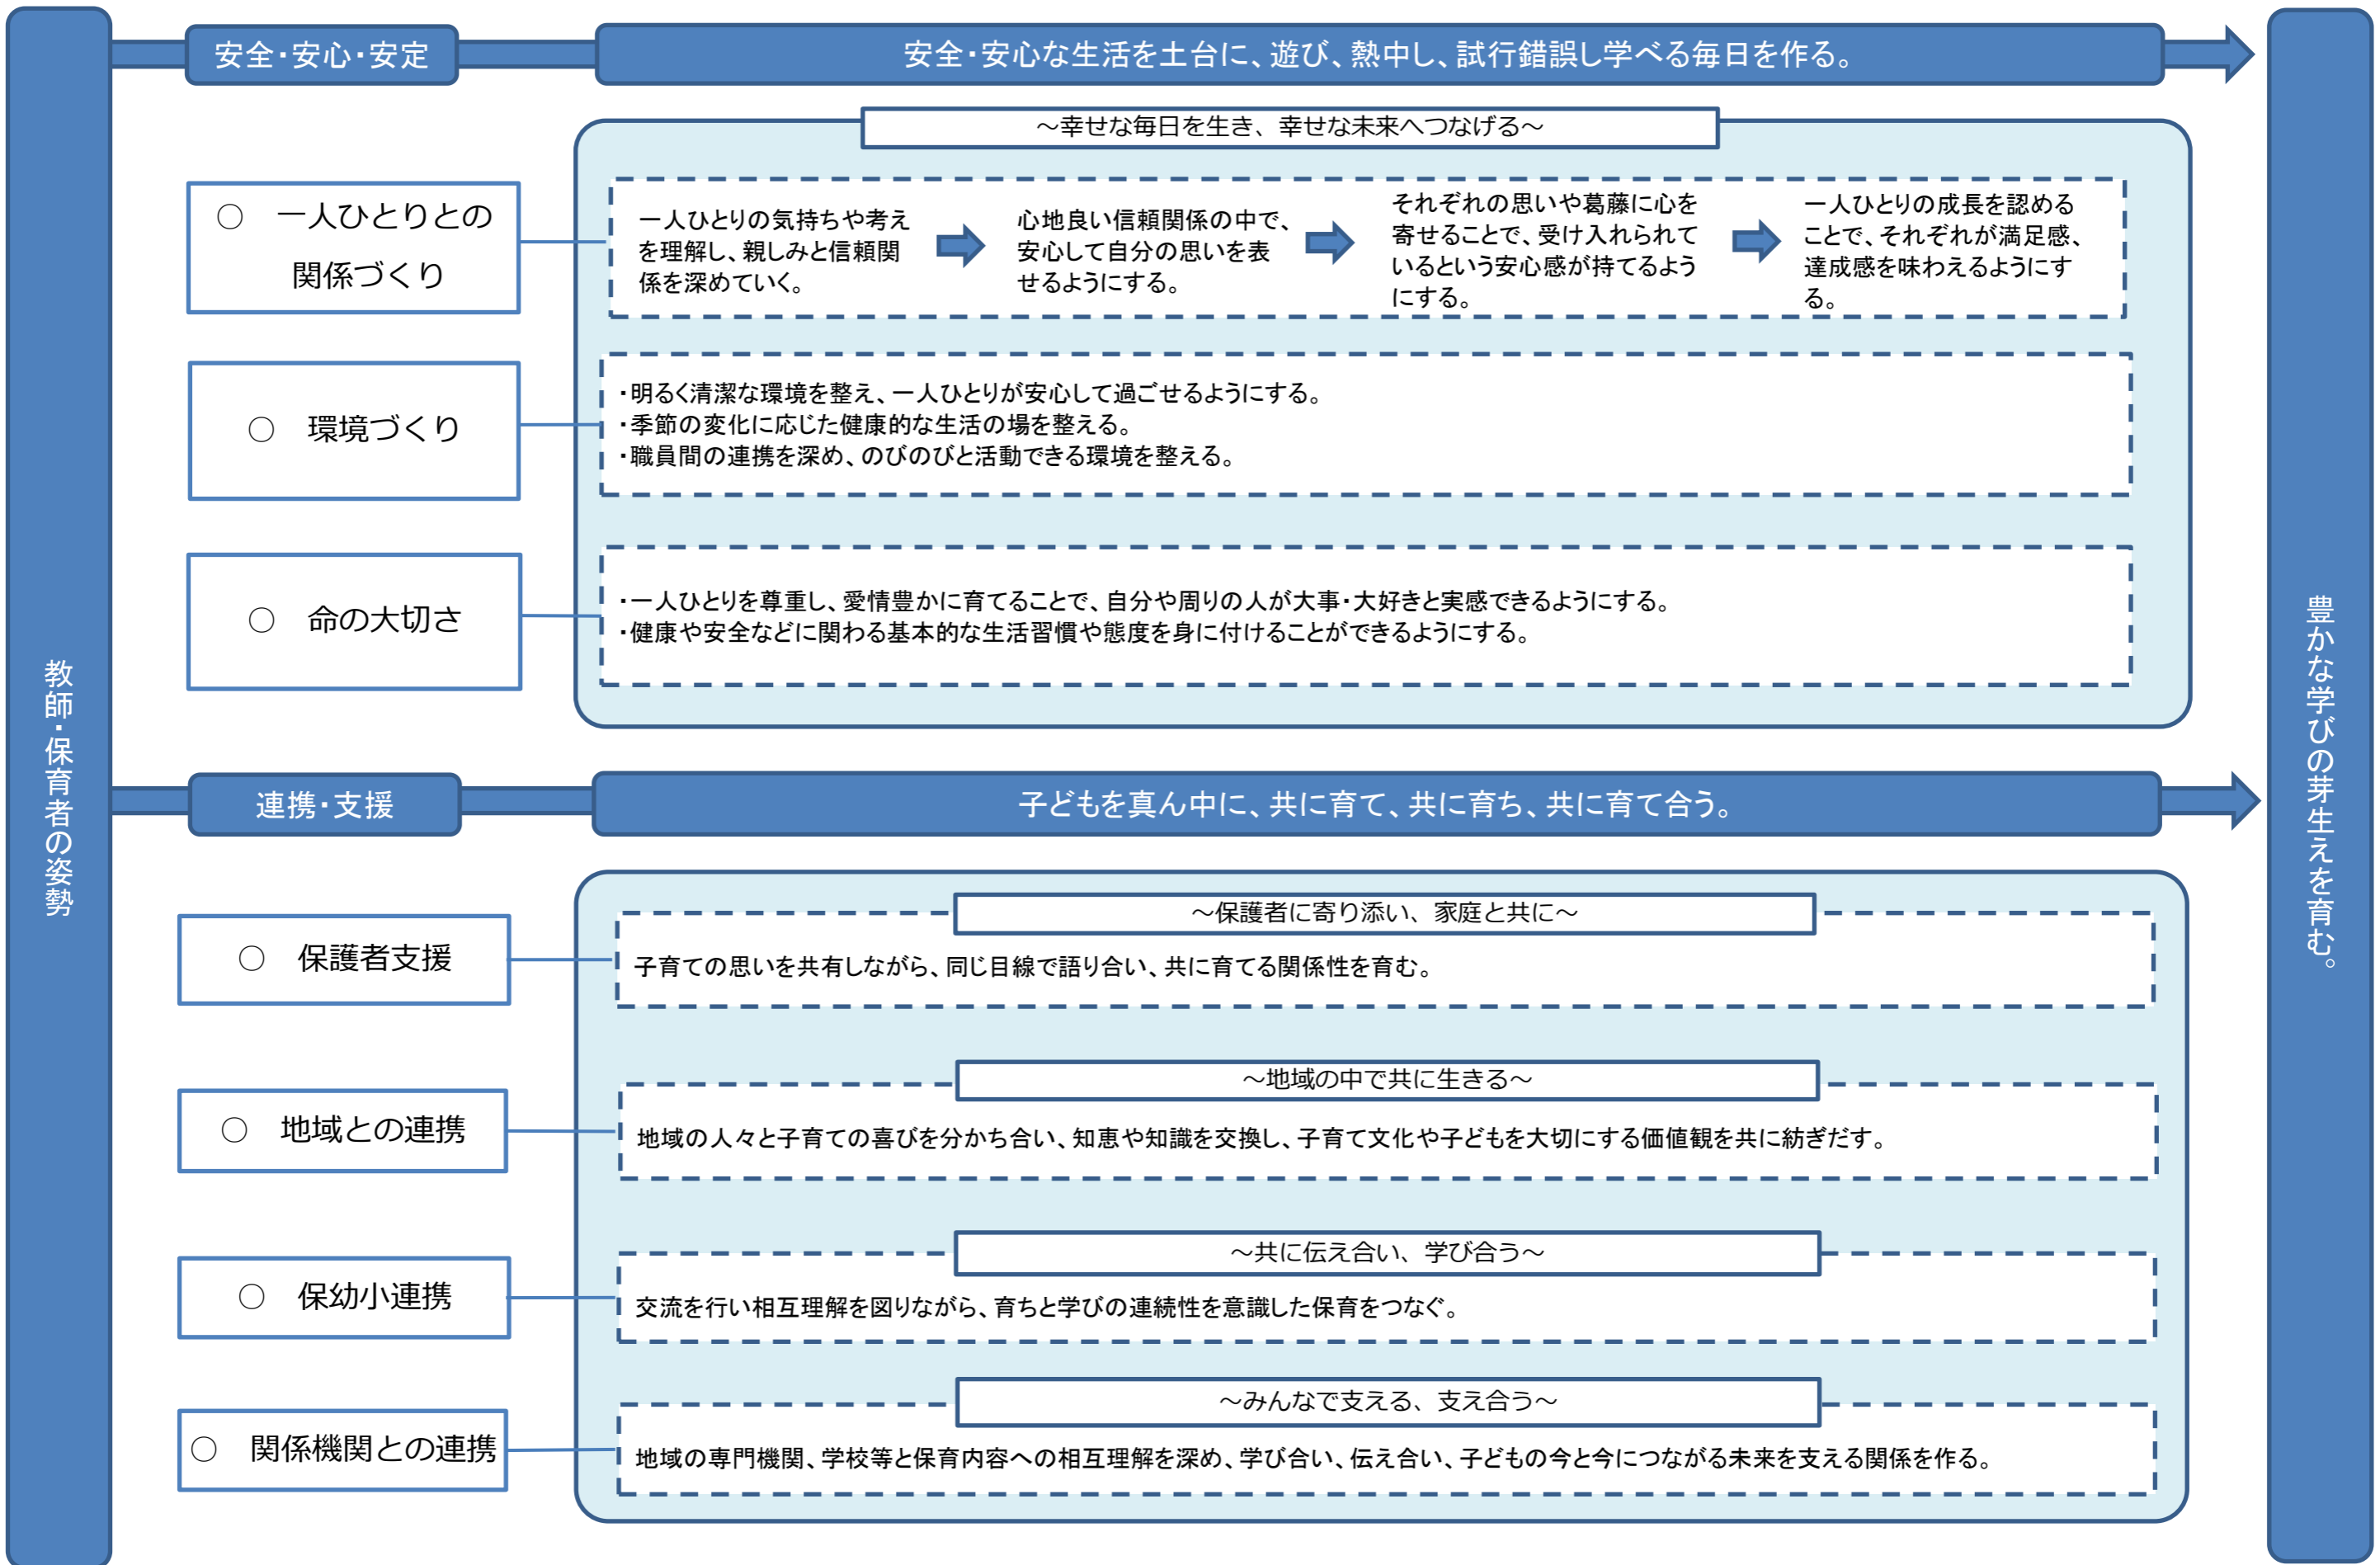 教師・保育者の姿勢
安全・安心・安定
安全・安心な生活を土台に、遊び、熱中し、試行錯誤し学べる毎日を作る。
～幸せな毎日を生き、幸せな未来へつなげる～
○　一人ひとりとの
関係づくり
一人ひとりの気持ちや考え
を理解し、親しみと信頼関
係を深めていく。
心地良い信頼関係の中で、
安心して自分の思いを表
せるようにする。
それぞれの思いや葛藤に心を
寄せることで、受け入れられて
いるという安心感が持てるよう
にする。
一人ひとりの成長を認める
ことで、それぞれが満足感、
達成感を味わえるようにす
る。
○　環境づくり
・明るく清潔な環境を整え、一人ひとりが安心して過ごせるようにする。
・季節の変化に応じた健康的な生活の場を整える。
・職員間の連携を深め、のびのびと活動できる環境を整える。
○　命の大切さ
・一人ひとりを尊重し、愛情豊かに育てることで、自分や周りの人が大事・大好きと実感できるようにする。
・健康や安全などに関わる基本的な生活習慣や態度を身に付けることができるようにする。
連携・支援
子どもを真ん中に、共に育て、共に育ち、共に育て合う。
○　保護者支援
～保護者に寄り添い、家庭と共に～
子育ての思いを共有しながら、同じ目線で語り合い、共に育てる関係性を育む。
○　地域との連携
～地域の中で共に生きる～
地域の人々と子育ての喜びを分かち合い、知恵や知識を交換し、子育て文化や子どもを大切にする価値観を共に紡ぎだす。
○　保幼小連携
～共に伝え合い、学び合う～
交流を行い相互理解を図りながら、育ちと学びの連続性を意識した保育をつなぐ。
○　関係機関との連携
～みんなで支える、支え合う～
地域の専門機関、学校等と保育内容への相互理解を深め、学び合い、伝え合い、子どもの今と今につながる未来を支える関係を作る。
豊かな学びの芽生えを育む。